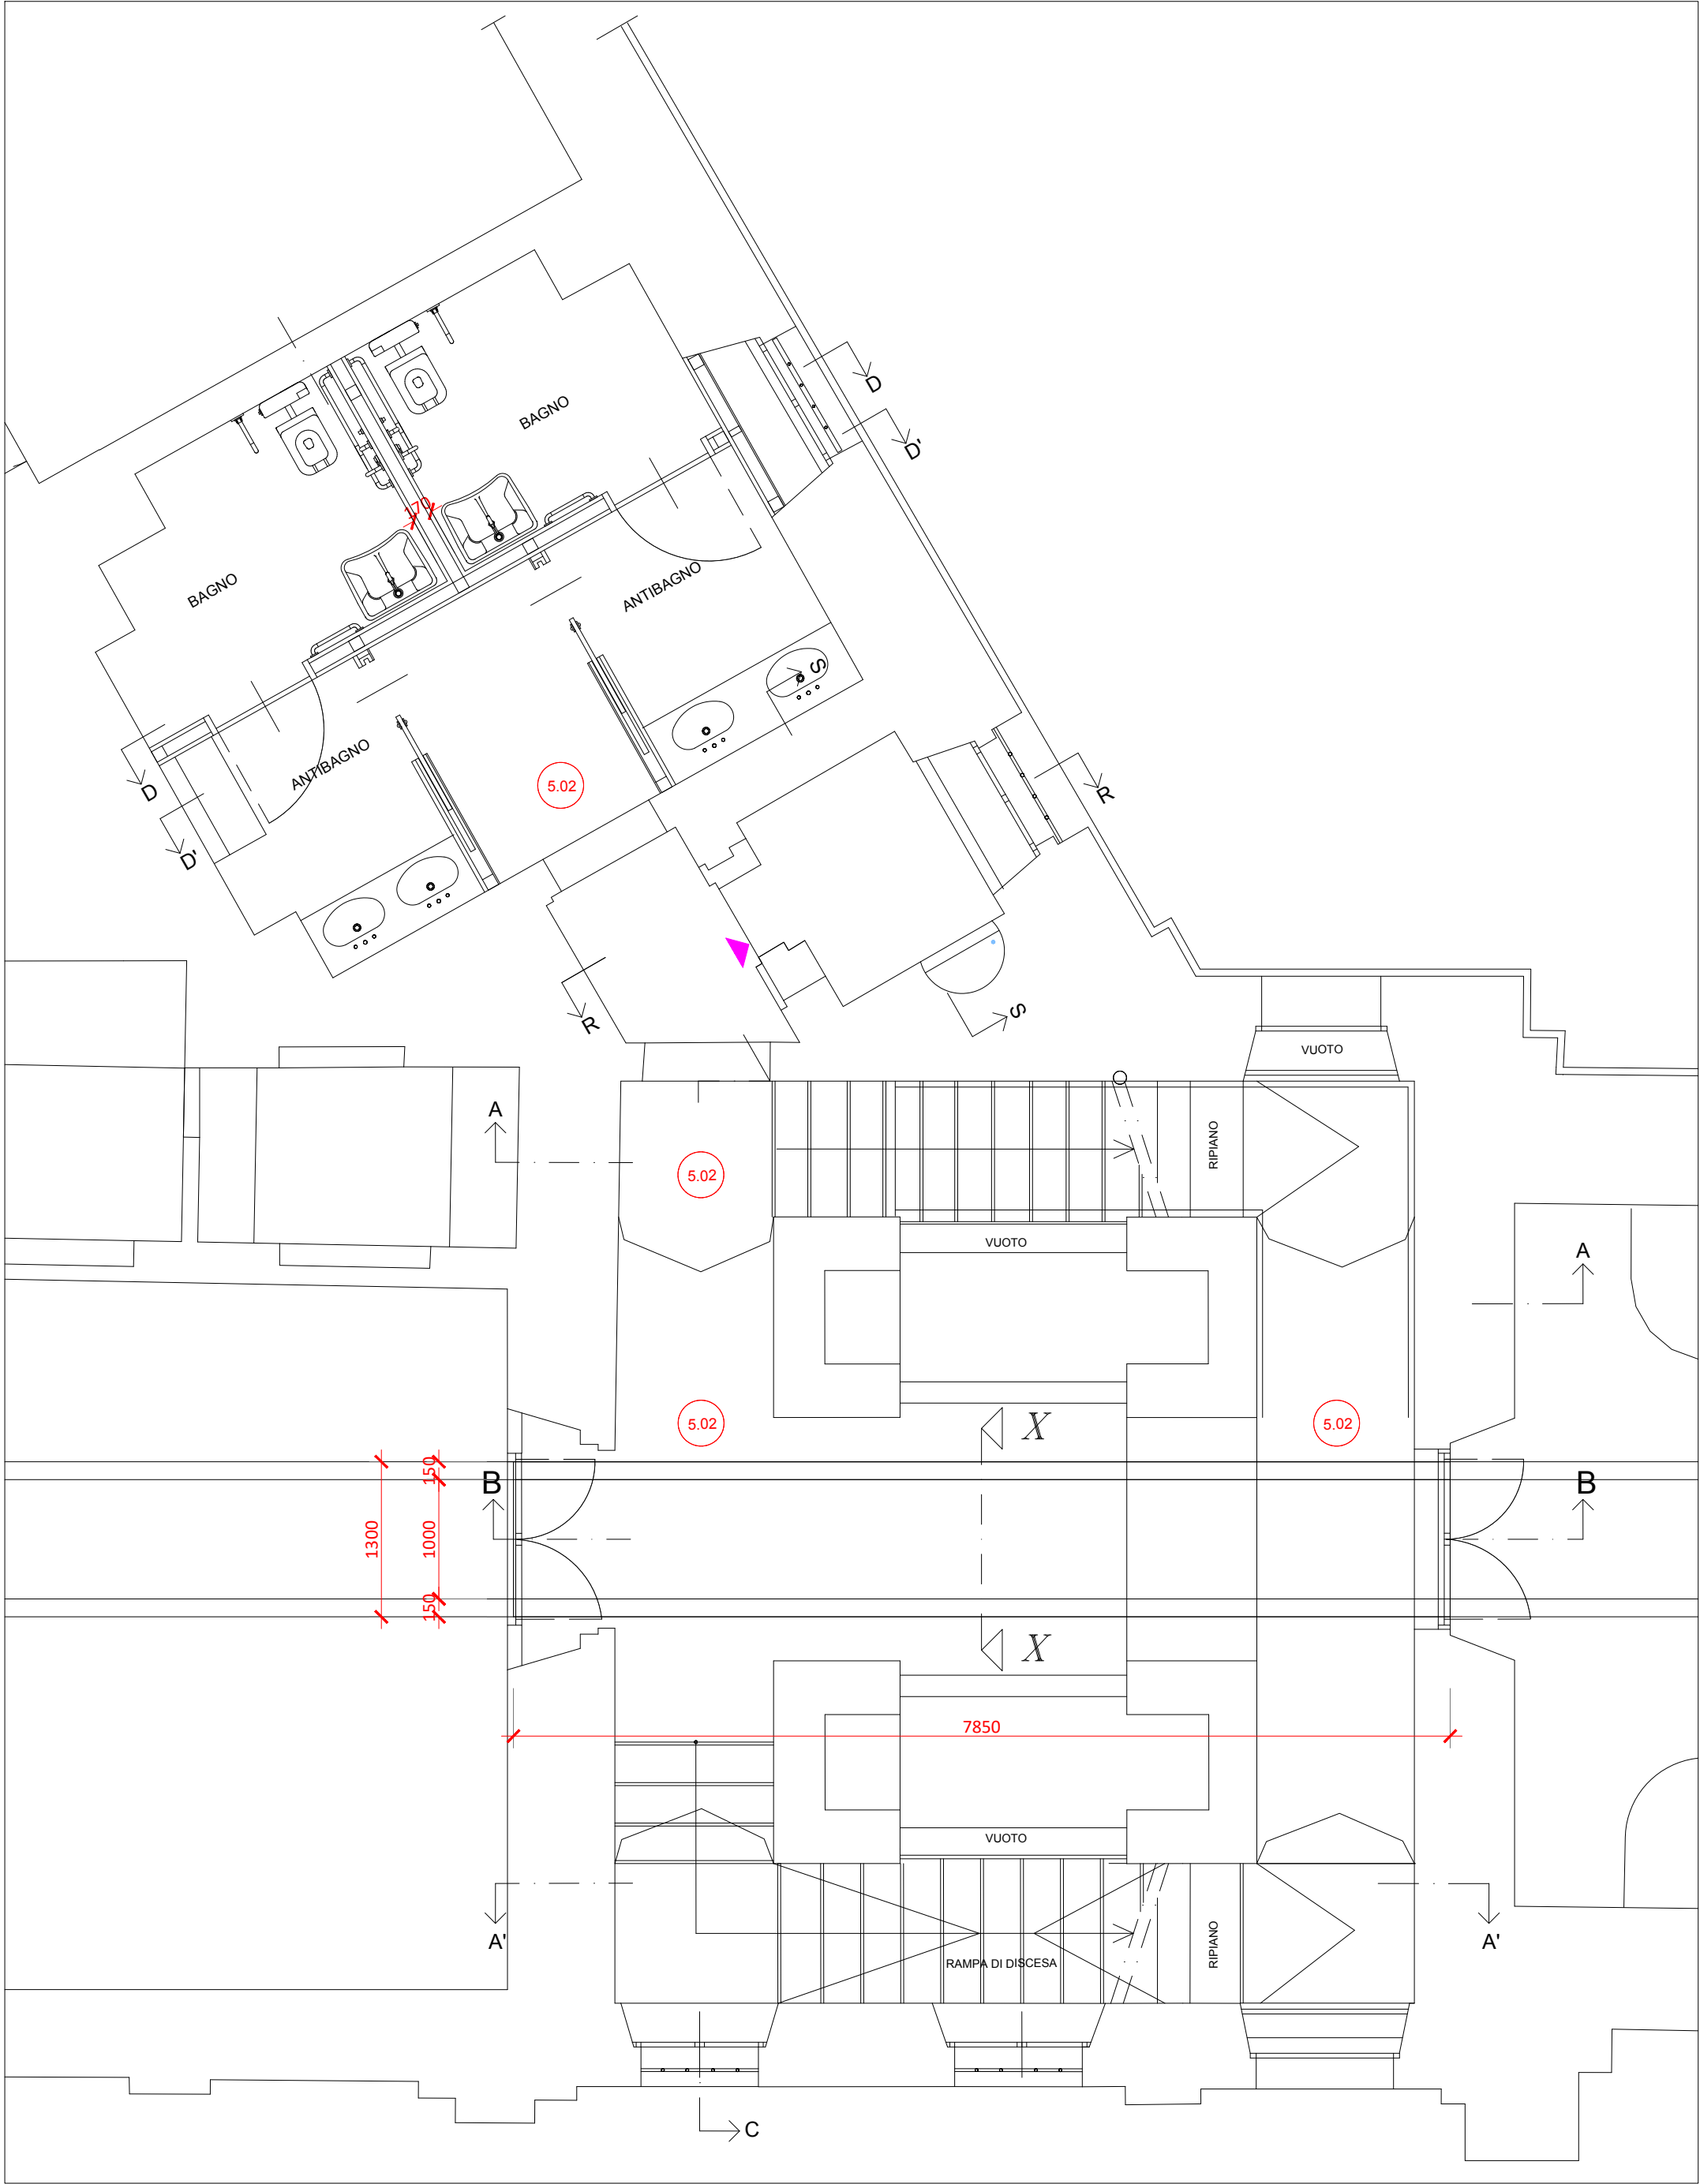 D
D'
BAGNO
170
BAGNO
ANTIBAGNO
S
ANTIBAGNO
5.02
D
R
D'
S
R
VUOTO
A
RIPIANO
5.02
VUOTO
A
5.02
X
5.02
150
B
B
1300
1000
150
X
7850
VUOTO
A'
RIPIANO
A'
RAMPA DI DISCESA
C